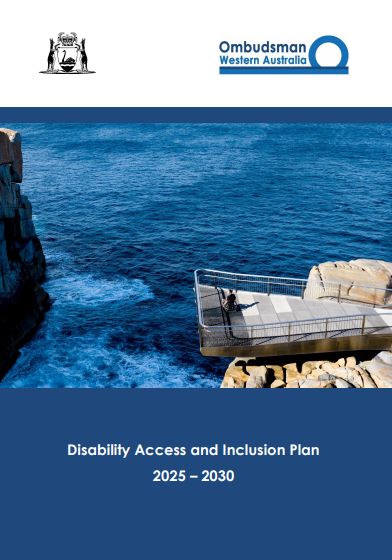 Ombudsman
Western Australia
Disability Access and Inclusion Plan
2025 – 2030